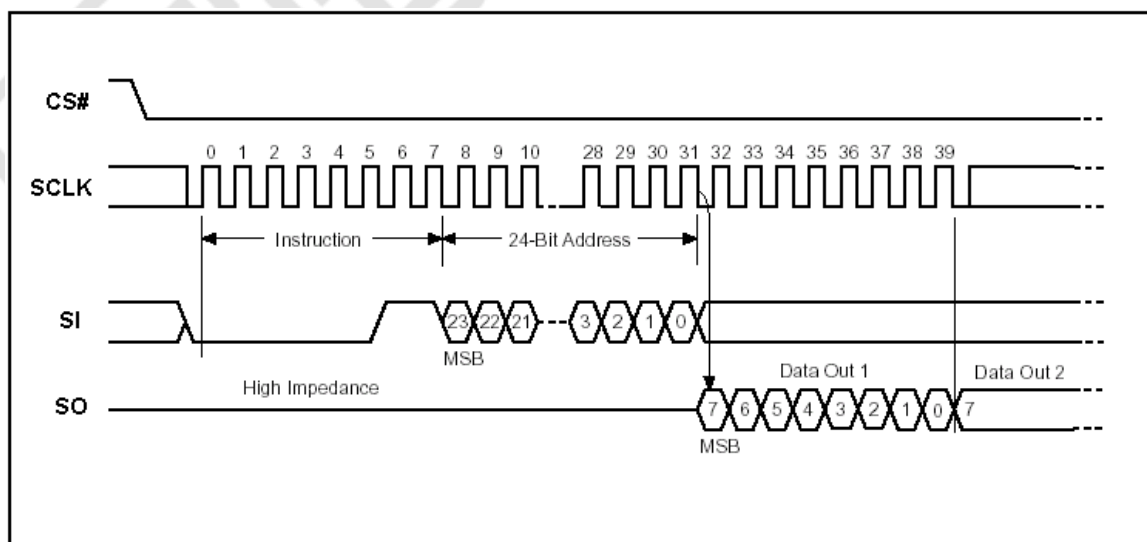 CS#
0 1 2 3 4 5 6 7 8 9 10 28 29 30 31 32 33 34 35 36 37 38 39
SCLK
Instruction 24-Bit Address
SI
23 22 21 3 2 1 0
MSB
High Impedance
Data Out 1 Data Out 2
SO
7 6 5 4 3 2 1 0 7
MSB